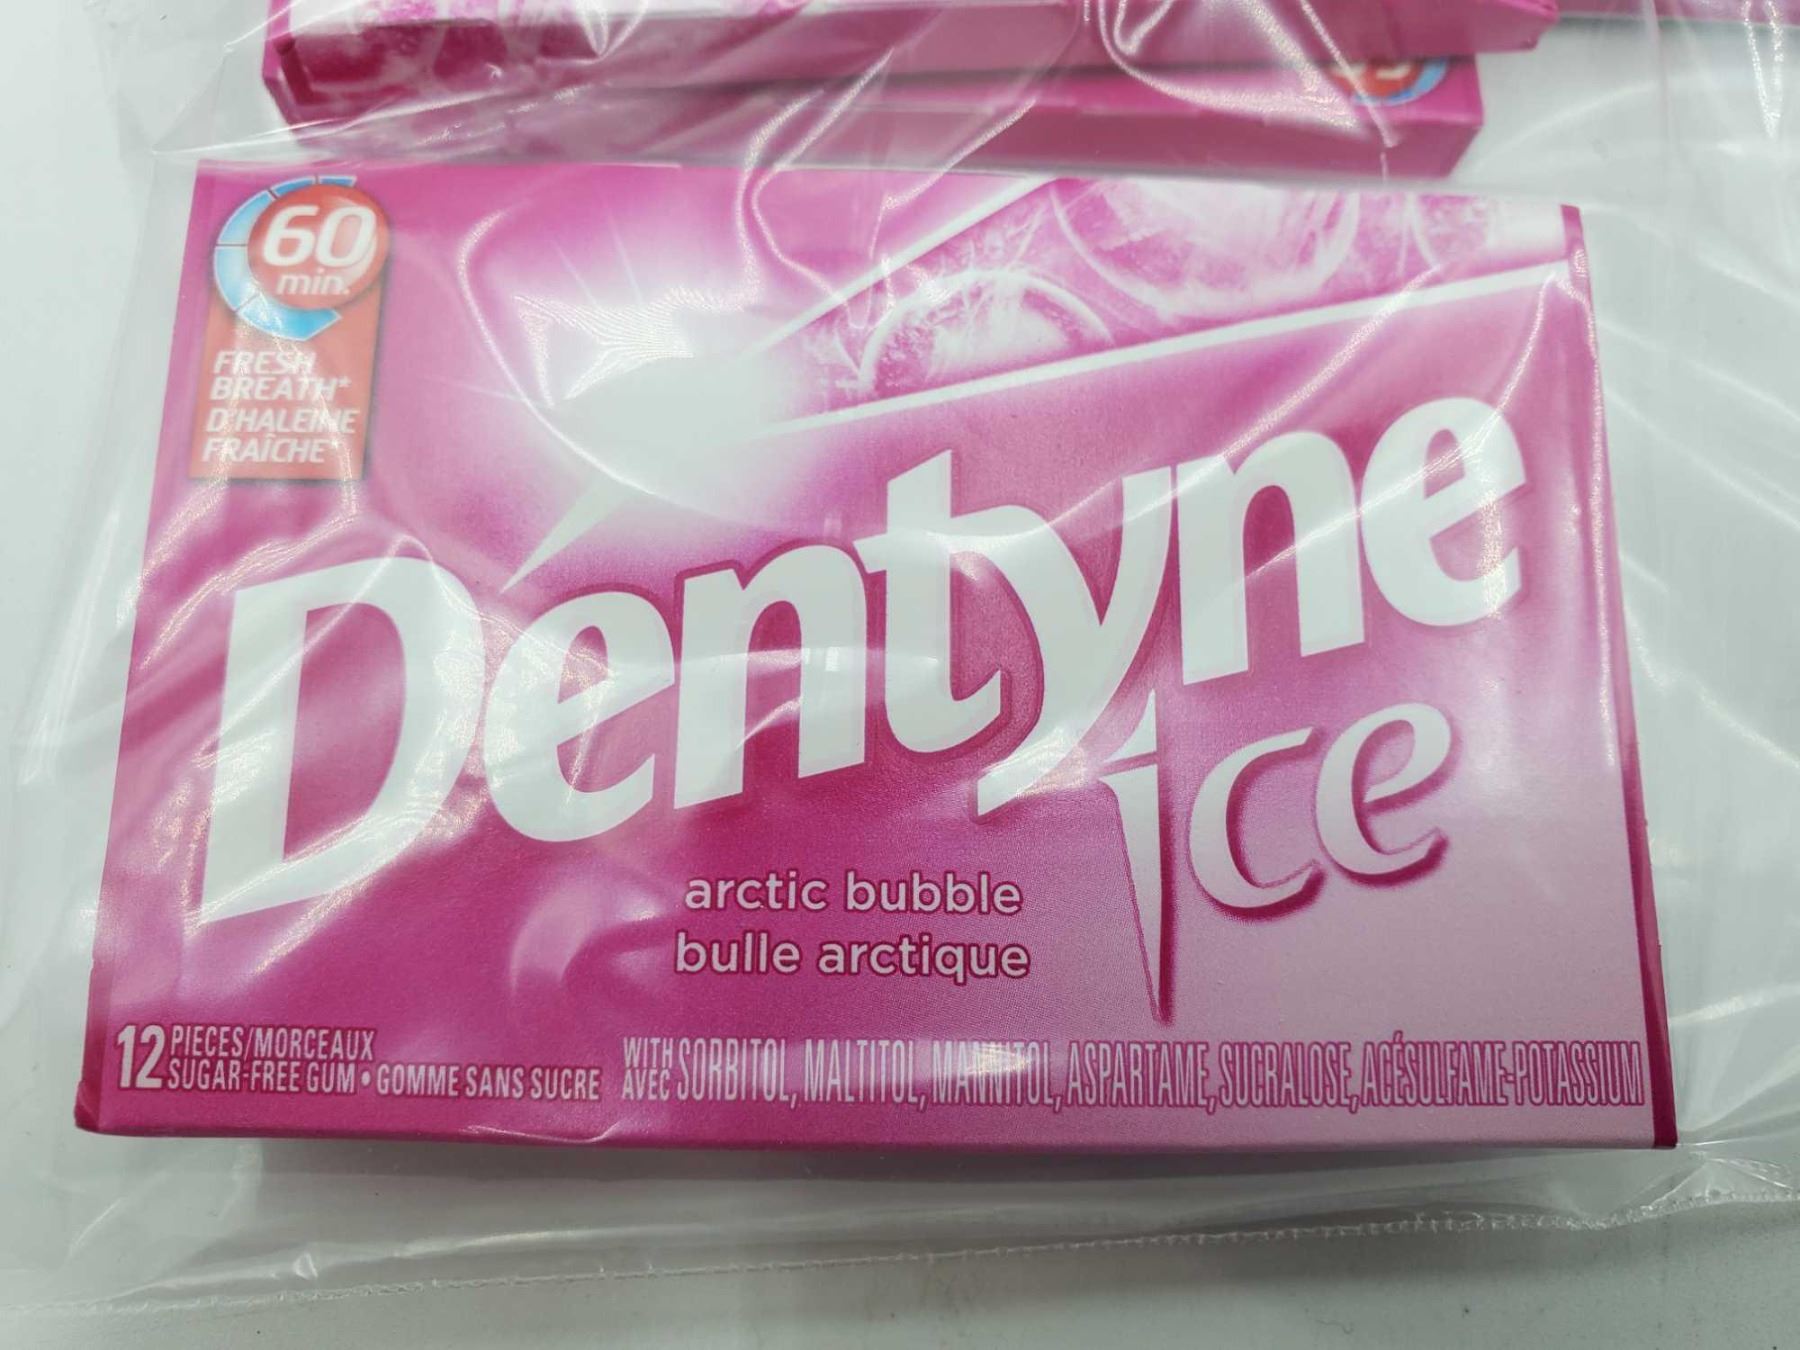 60
min.
FRESH
BREATH*
D'HALEINE
FRAÎCHE*
Dentyne
ice
arctic bubble
bulle arctique
12 PIECES/MORCEAUX
SUGAR-FREE GUM • GOMME SANS SUCRE
WITH
AVEC SORBITOL, MALTITOL, MANNITOL, ASPARTAME, SUCRALOSE, ACÉSULFAME-POTASSIUM